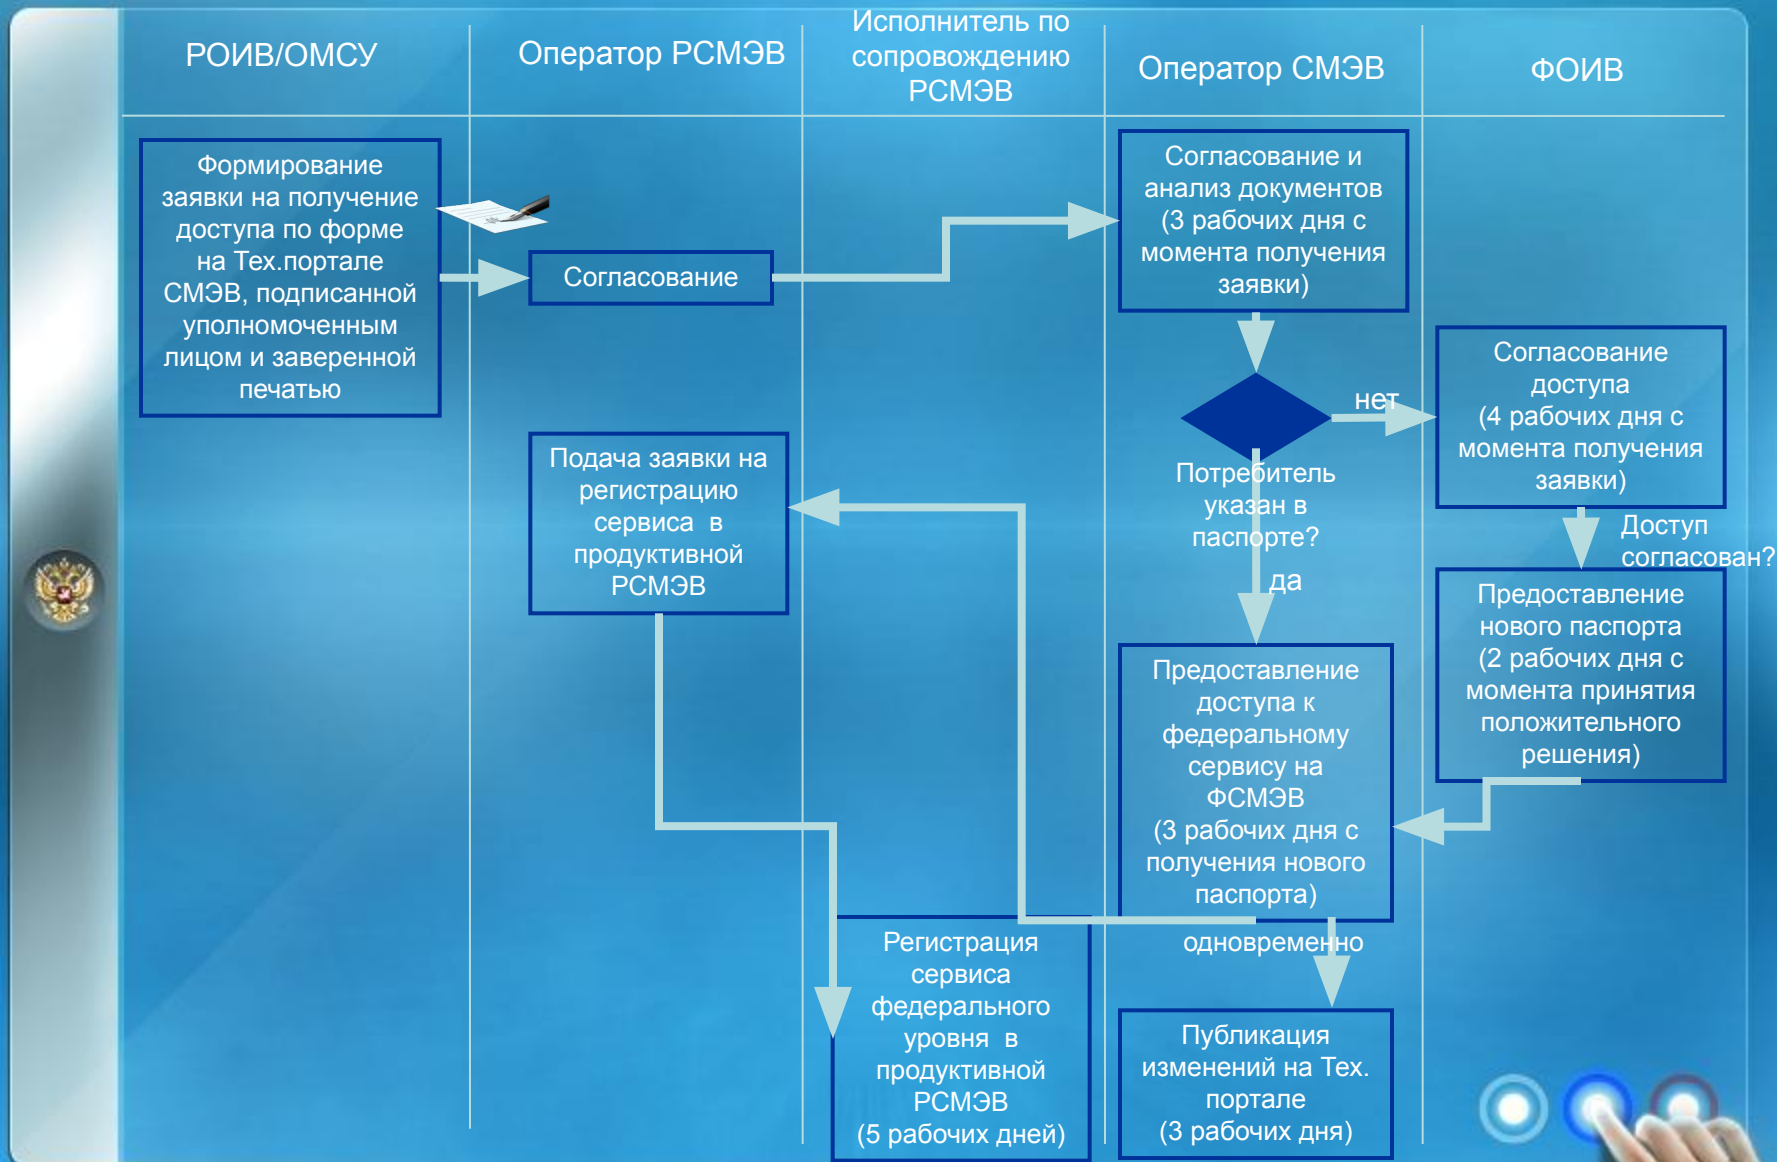 РОИВ/ОМСУ
Оператор РСМЭВ
Исполнитель по
сопровождению
РСМЭВ
Оператор СМЭВ
ФОИВ
Формирование
заявки на получение
доступа по форме
на Тех.портале
СМЭВ, подписанной
уполномоченным
лицом и заверенной
печатью
Согласование
Согласование и
анализ документов
(3 рабочих дня с
момента получения
заявки)
нет
Согласование
доступа
(4 рабочих дня с
момента получения
заявки)
Потребитель
указан в
паспорте?
да
Доступ
согласован?
Подача заявки на
регистрацию
сервиса в
продуктивной
РСМЭВ
Предоставление
нового паспорта
(2 рабочих дня с
момента принятия
положительного
решения)
Предоставление
доступа к
федеральному
сервису на
ФСМЭВ
(3 рабочих дня с
получения нового
паспорта)
одновременно
Регистрация
сервиса
федерального
уровня в
продуктивной
РСМЭВ
(5 рабочих дней)
Публикация
изменений на Тех.
портале
(3 рабочих дня)